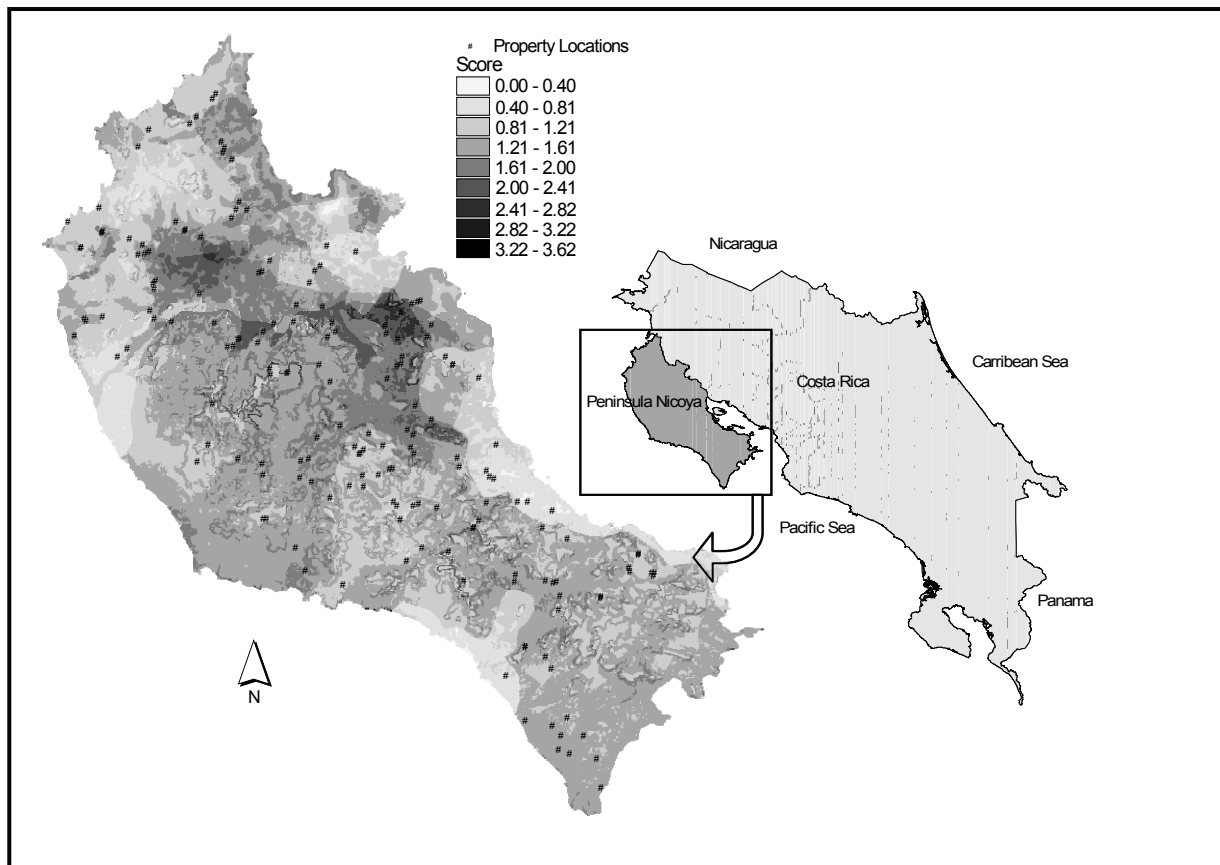 # Property Locations
Score
0.00 - 0.40
0.40 - 0.81
0.81 - 1.21
1.21 - 1.61
1.61 - 2.00
2.00 - 2.41
2.41 - 2.82
2.82 - 3.22
3.22 - 3.62
Nicaragua
Carribean Sea
Costa Rica
Peninsula Nicoya
Pacific Sea
Panama
N